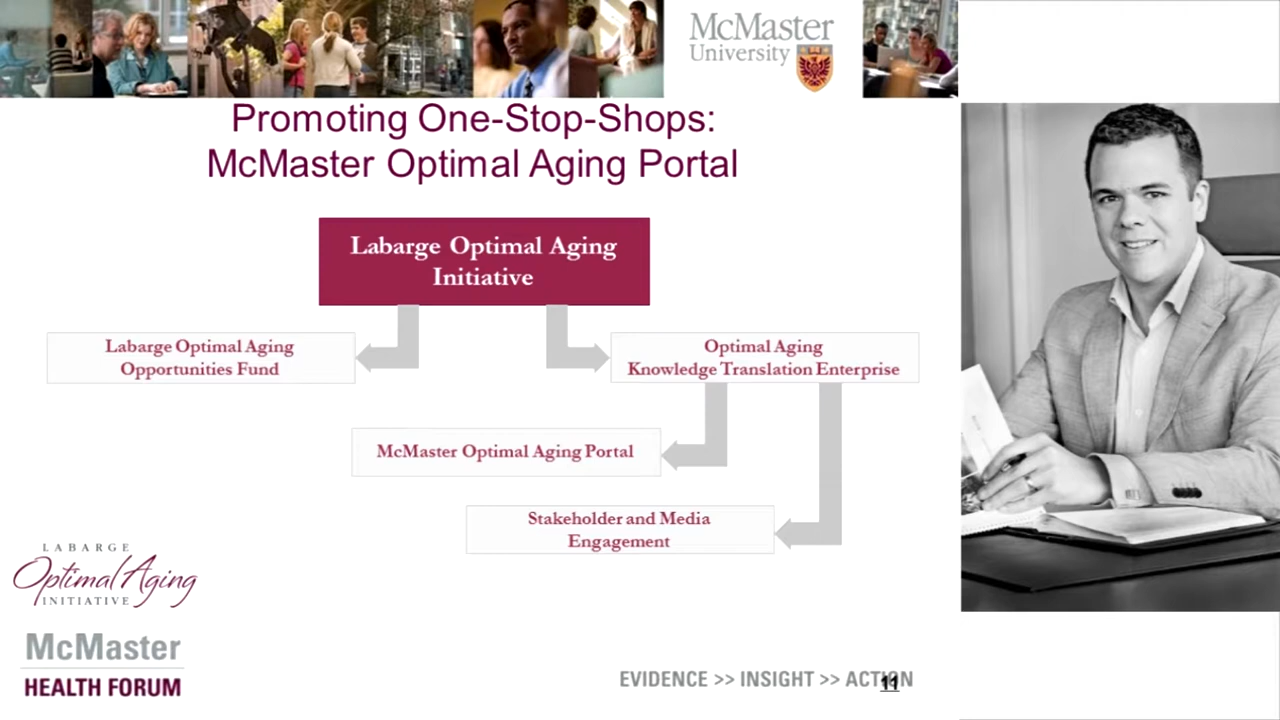 McMaster
University
Promoting One-Stop-Shops:
McMaster Optimal Aging Portal
Labarge Optimal Aging
Initiative
Labarge Optimal Aging
Opportunities Fund
Optimal Aging
Knowledge Translation Enterprise
McMaster Optimal Aging Portal
Stakeholder and Media
Engagement
LABARGE
Optimal Aging
INITIATIVE
McMaster
HEALTH FORUM
EVIDENCE >> INSIGHT >> ACTION
11